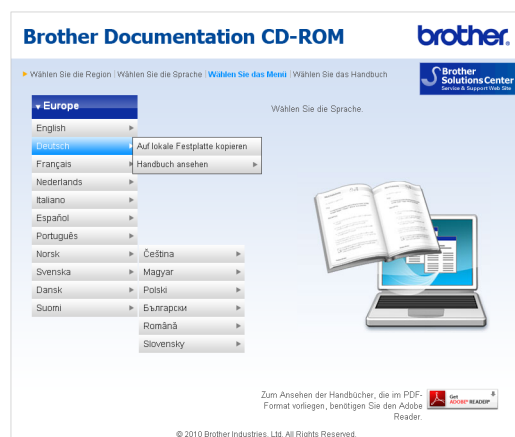 Brother Documentation CD-ROM
brother.
Wählen Sie die Region | Wählen Sie die Sprache | Wählen Sie das Menü | Wählen Sie das Handbuch
Brother
Solutions Center
Service & Support Web Site
Europe
Wählen Sie die Sprache.
English
Deutsch
Auf lokale Festplatte kopieren
Français
Handbuch ansehen
Nederlands
Italiano
Español
Português
Norsk
Čeština
Svenska
Magyar
Dansk
Polski
Suomi
Български
Română
Slovensky
Zum Ansehen der Handbücher, die im PDF-
Format vorliegen, benötigen Sie den Adobe
Reader.
Get
ADOBE® READER®
© 2010 Brother Industries, Ltd. All Rights Reserved.